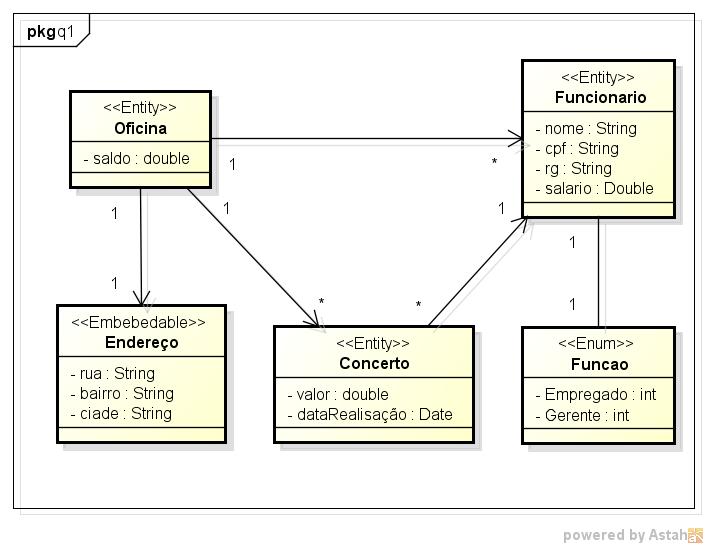 pkg q1
<<Entity>>
Oficina
- saldo : double
<<Entity>>
Funcionario
- nome : String
- cpf : String
- rg : String
- salario : Double
1
*
1
1
*
1
1
*
1
1
<<Embebedable>>
Endereço
- rua : String
- bairro : String
- ciade : String
<<Entity>>
Concerto
- valor : double
- dataRealisação : Date
<<Enum>>
Funcao
- Empregado : int
- Gerente : int
powered by Astah